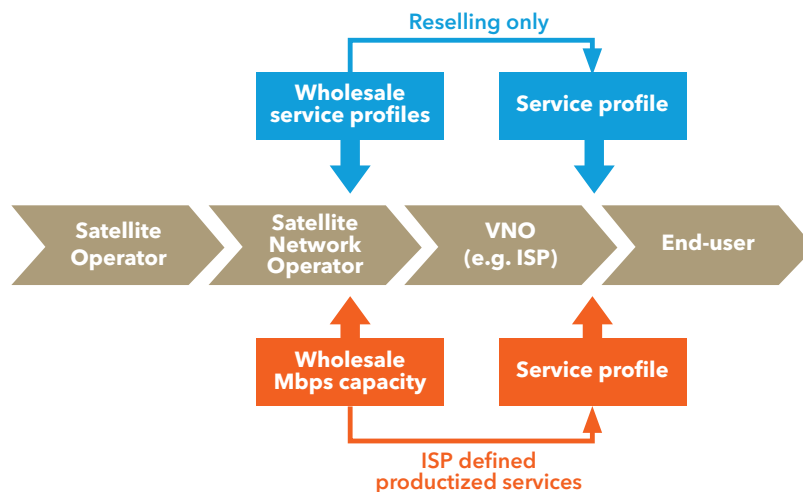 Reselling only
Wholesale
service profiles
Service profile
Satellite
Operator
Satellite
Network
Operator
VNO
(e.g. ISP)
End-user
Wholesale
Mbps capacity
Service profile
ISP defined
productized services